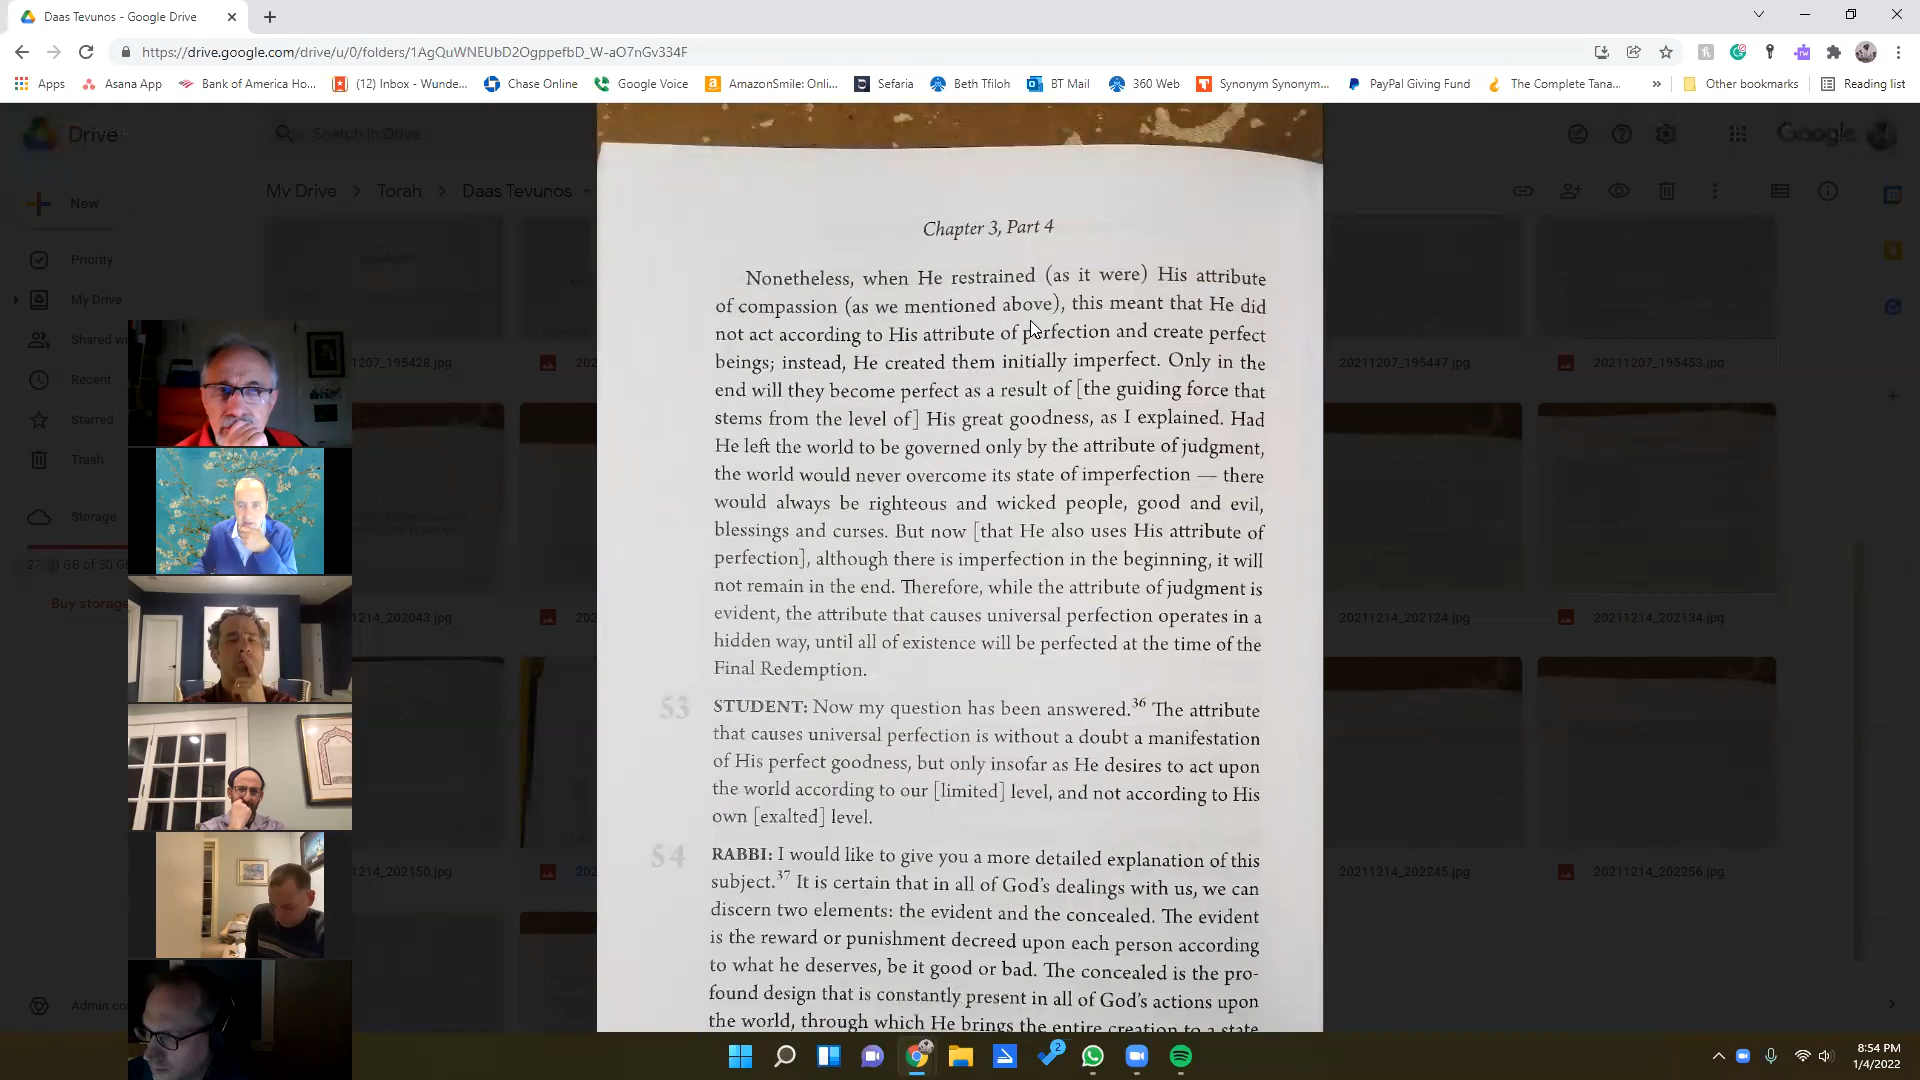 Daas Tevunos - Google Drive
https://drive.google.com/drive/u/0/folders/1AgQuWNEUbD2OgppefbD_W-aO7nGv334F
Apps Asana App Bank of America Ho... (12) Inbox - Wunde... Chase Online Google Voice AmazonSmile: Onli... Sefaria Beth Tfiloh BT Mail 360 Web Synonym Synonym... PayPal Giving Fund The Complete Tana... » Other bookmarks Reading list
Drive Search in Drive Google
My Drive Torah Daas Tevunos
New
Priority
My Drive
Shared
Recent
Starred
Trash
Storage
GB of 30 GB
Buy storage
Admin
1207_195428.jpg 20211207_195447.jpg 20211207_195453.jpg
1214_202043.jpg 20211214_202124.jpg 20211214_202134.jpg
1214_202150.jpg 20211214_202245.jpg 20211214_202256.jpg
Chapter 3, Part 4
Nonetheless, when He restrained (as it were) His attribute
of compassion (as we mentioned above), this meant that He did
not act according to His attribute of perfection and create perfect
beings; instead, He created them initially imperfect. Only in the
end will they become perfect as a result of [the guiding force that
stems from the level of] His great goodness, as I explained. Had
He left the world to be governed only by the attribute of judgment,
the world would never overcome its state of imperfection — there
would always be righteous and wicked people, good and evil,
blessings and curses. But now [that He also uses His attribute of
perfection], although there is imperfection in the beginning, it will
not remain in the end. Therefore, while the attribute of judgment is
evident, the attribute that causes universal perfection operates in a
hidden way, until all of existence will be perfected at the time of the
Final Redemption.
53 STUDENT: Now my question has been answered.36 The attribute
that causes universal perfection is without a doubt a manifestation
of His perfect goodness, but only insofar as He desires to act upon
the world according to our [limited] level, and not according to His
own [exalted] level.
54 RABBI: I would like to give you a more detailed explanation of this
subject.37 It is certain that in all of God's dealings with us, we can
discern two elements: the evident and the concealed. The evident
is the reward or punishment decreed upon each person according
to what he deserves, be it good or bad. The concealed is the pro-
found design that is constantly present in all of God's actions upon
the world, through which He brings the entire creation to a state
2
8:54 PM
1/4/2022